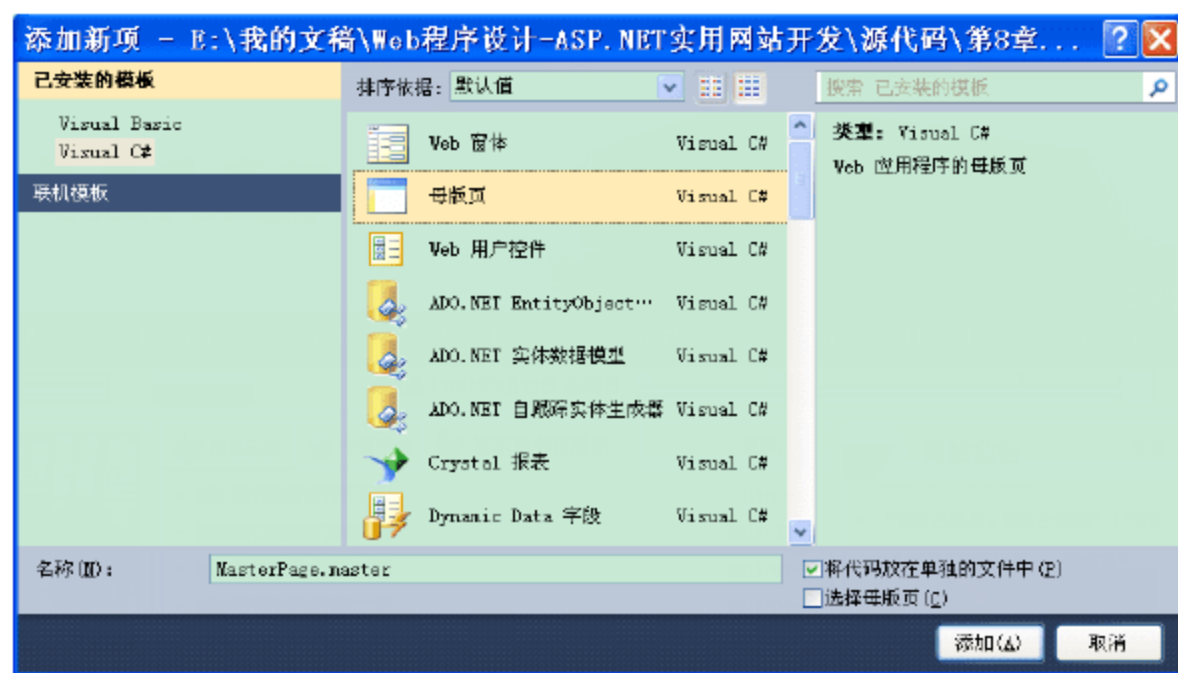 添加新项 - E:\我的文稿\Web程序设计-ASP.NET实用网站开发\源代码\第8章...
已安装的模板
排序依据: 默认值
搜索 已安装的模板
Visual Basic
Visual C#
联机模板
Web 窗体 Visual C#
母版页 Visual C#
Web 用户控件 Visual C#
ADO.NET EntityObject... Visual C#
ADO.NET 实体数据模型 Visual C#
ADO.NET 自跟踪实体生成器 Visual C#
Crystal 报表 Visual C#
Dynamic Data 字段 Visual C#
类型: Visual C#
Web 应用程序的母版页
名称(N): MasterPage.master
将代码放在单独的文件中(P)
选择母版页(C)
添加(A) 取消